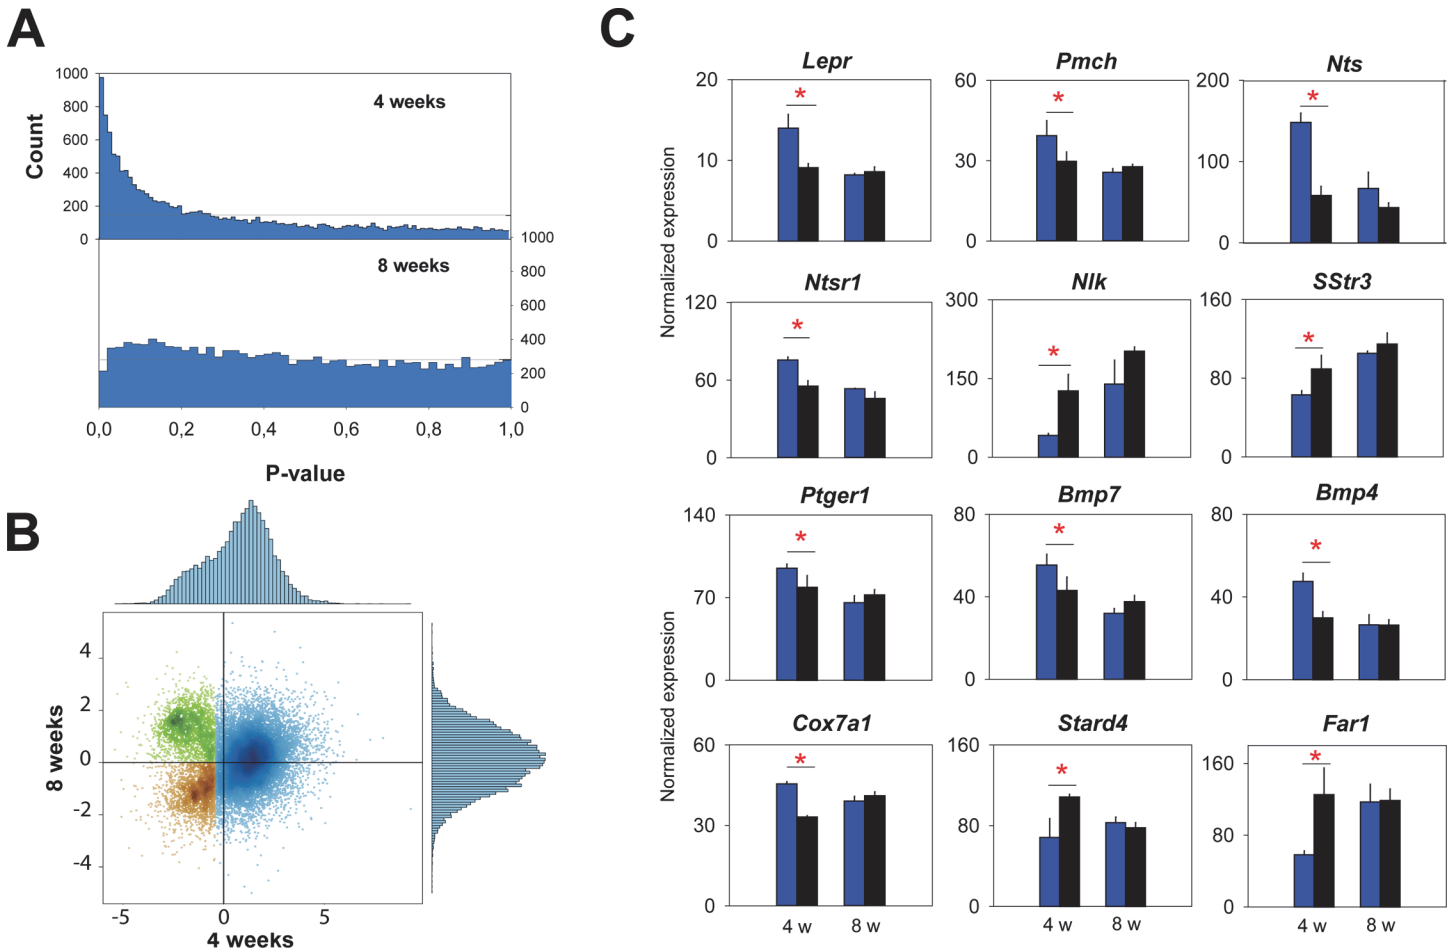 A
1000
800
600
400
200
0
Count
4 weeks
1000
800
600
400
200
0
8 weeks
0,0 0,2 0,4 0,6 0,8 1,0
P-value
B
4
2
0
-2
-4
8 weeks
-5 0 5
4 weeks
C
Normalized expression
Lepr
20
10
0
Pmch
60
30
0
Nts
200
100
0
*
*
*
Ntsr1
120
60
0
Nlk
300
150
0
SStr3
160
80
0
*
*
*
Normalized expression
Ptger1
140
70
0
Bmp7
80
40
0
Bmp4
80
40
0
*
*
*
Cox7a1
60
30
0
Stard4
160
80
0
Far1
160
80
0
*
*
*
4 w 8 w 4 w 8 w 4 w 8 w